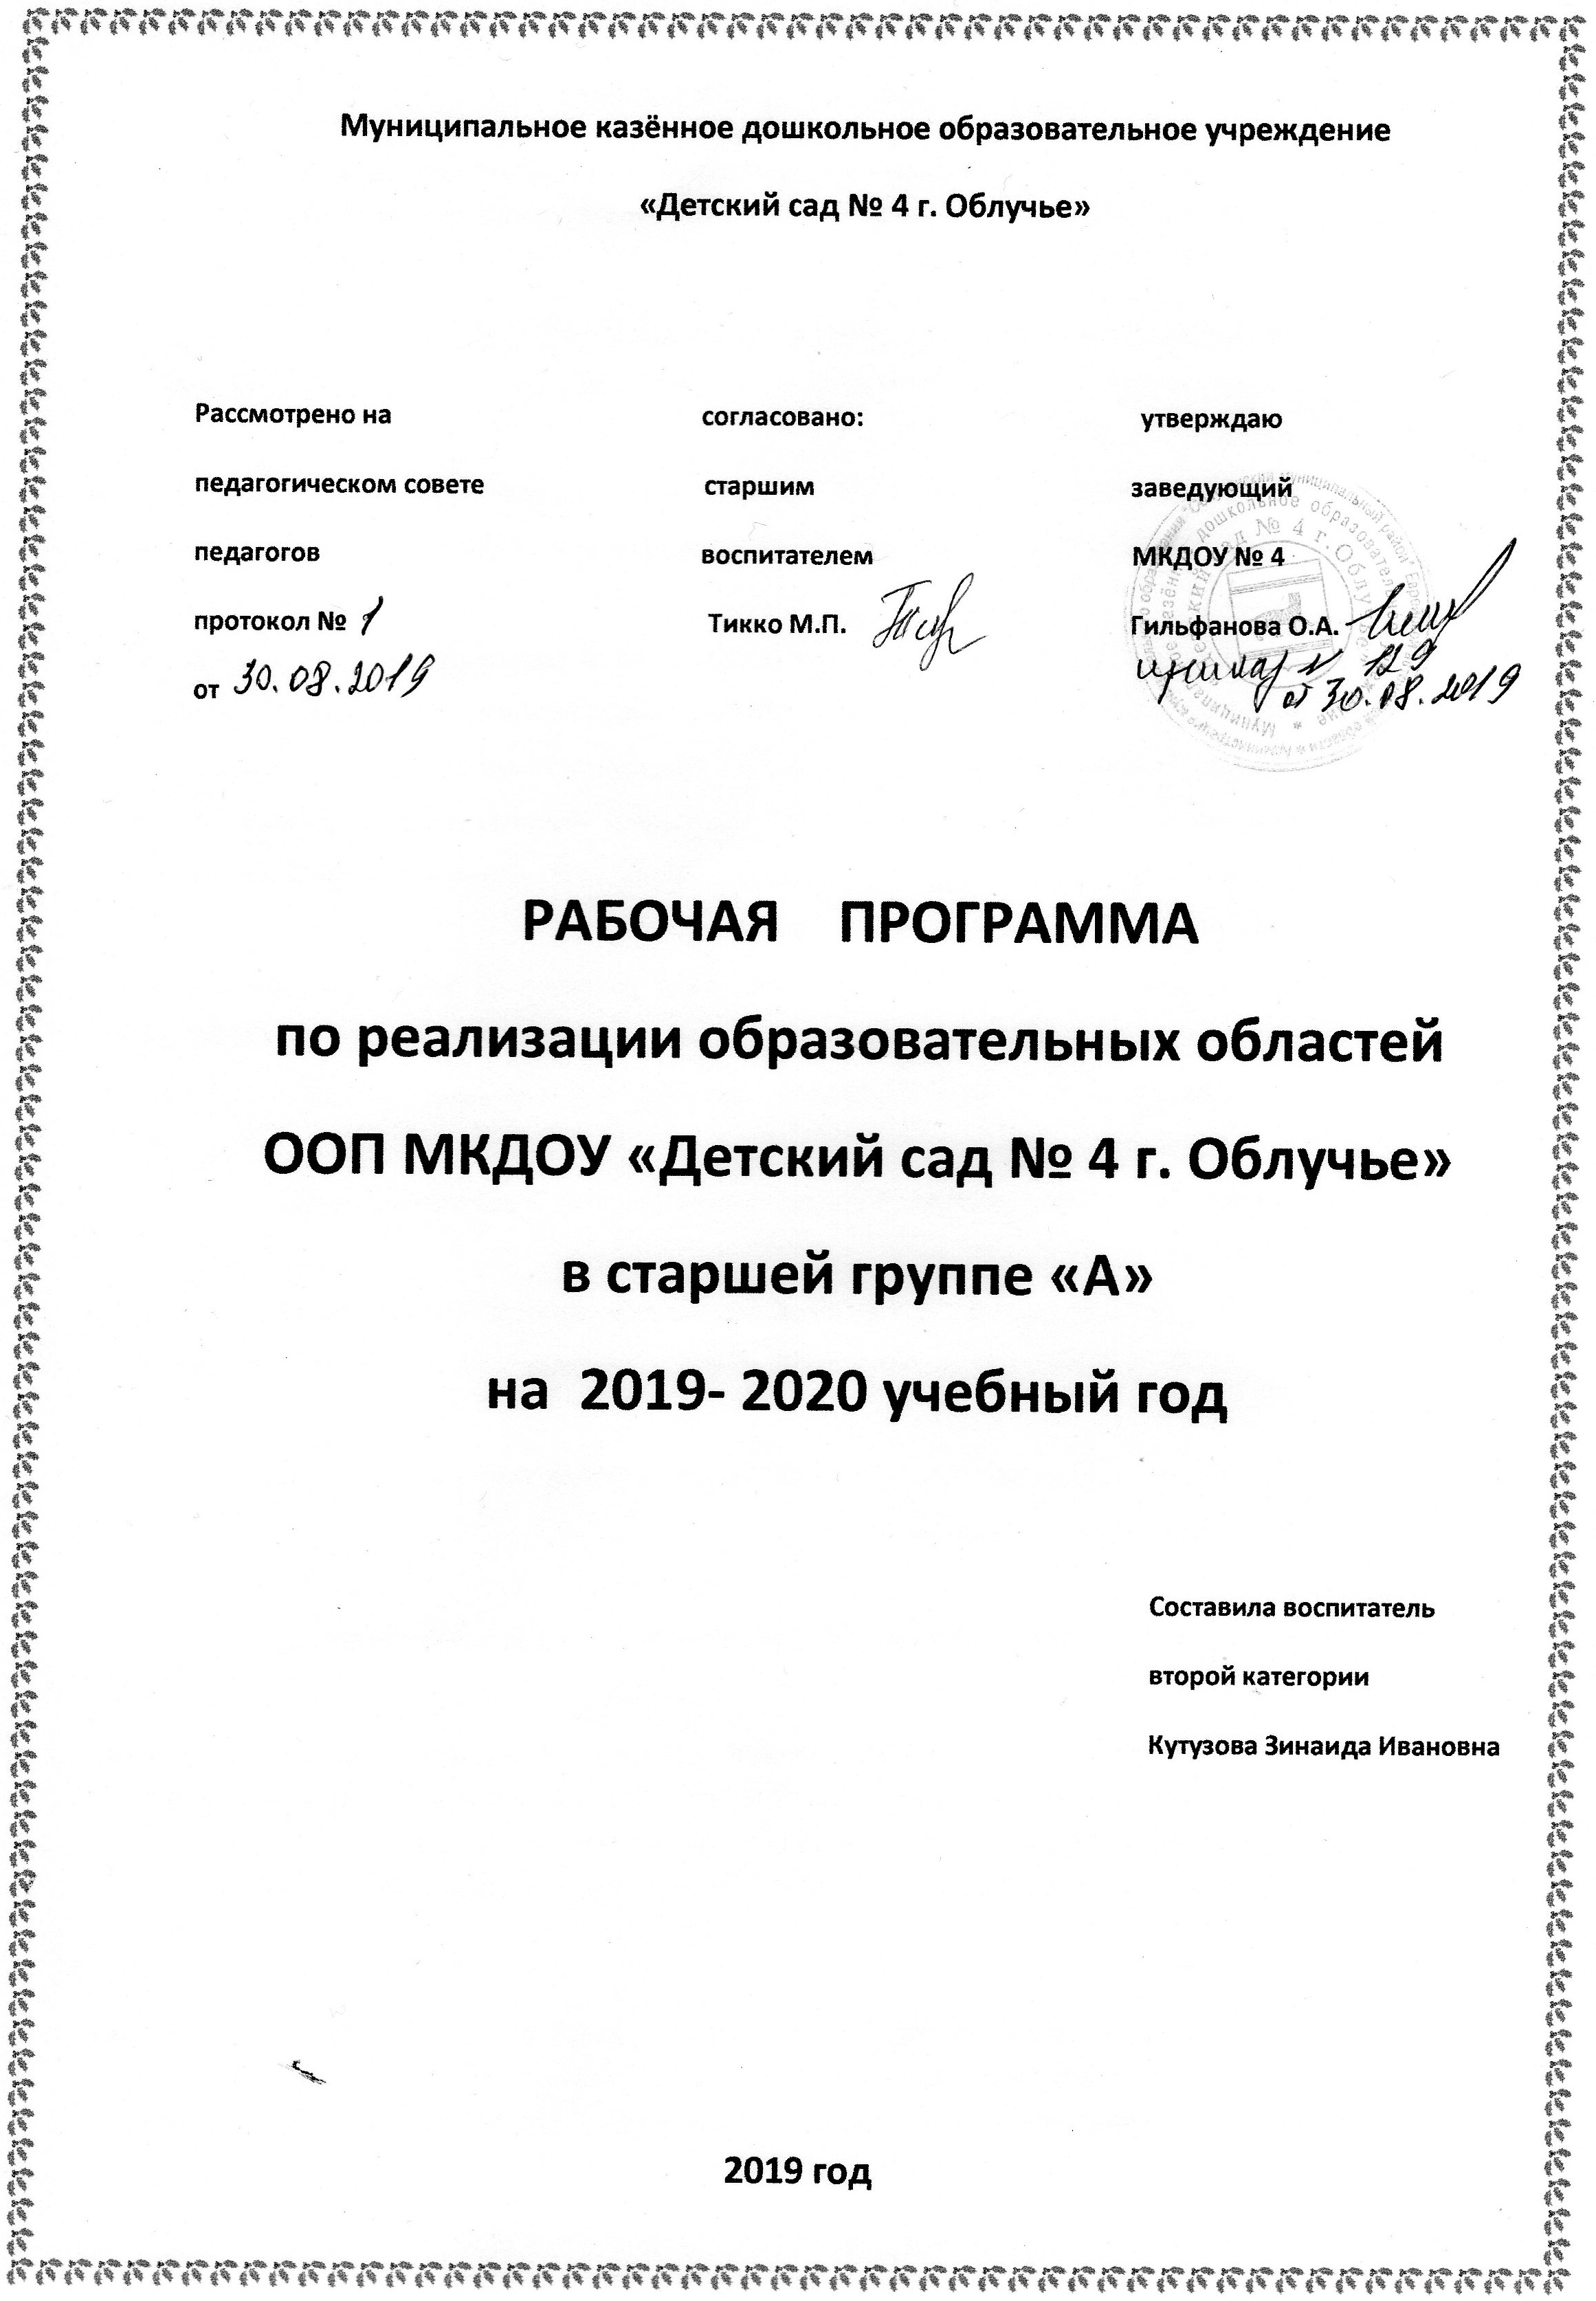 Муниципальное казённое дошкольное образовательное учреждение
«Детский сад № 4 г. Облучье»
Рассмотрено на
педагогическом совете
педагогов
протокол № 1
от 30.08.2019
согласовано:
старшим
воспитателем
Тикко М.П.
утверждаю
заведующий
МКДОУ № 4
Гильфанова О.А.
приказ № 129
от 30.08.2019
РАБОЧАЯ ПРОГРАММА
по реализации образовательных областей
ООП МКДОУ «Детский сад № 4 г. Облучье»
в старшей группе «А»
на 2019- 2020 учебный год
Составила воспитатель
второй категории
Кутузова Зинаида Ивановна
2019 год